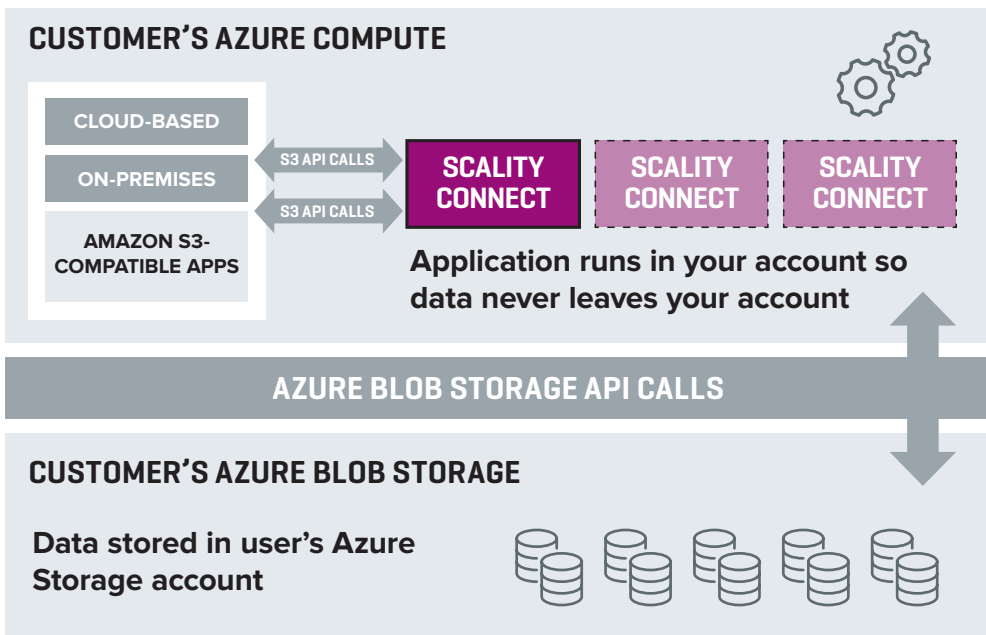 CUSTOMER’S AZURE COMPUTE
CLOUD-BASED
ON-PREMISES
AMAZON S3-
COMPATIBLE APPS
S3 API CALLS
S3 API CALLS
SCALITY
CONNECT
SCALITY
CONNECT
SCALITY
CONNECT
Application runs in your account so
data never leaves your account
AZURE BLOB STORAGE API CALLS
CUSTOMER’S AZURE BLOB STORAGE
Data stored in user’s Azure
Storage account